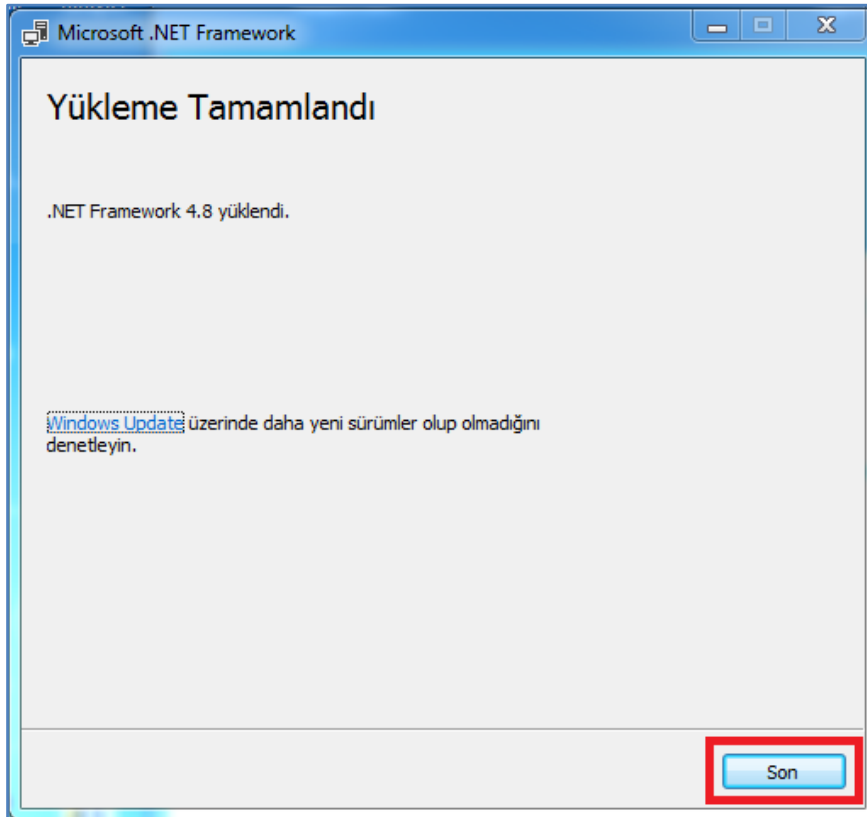 Microsoft .NET Framework
Yükleme Tamamlandı
.NET Framework 4.8 yüklendi.
Windows Update üzerinde daha yeni sürümler olup olmadığını
denetleyin.
Son